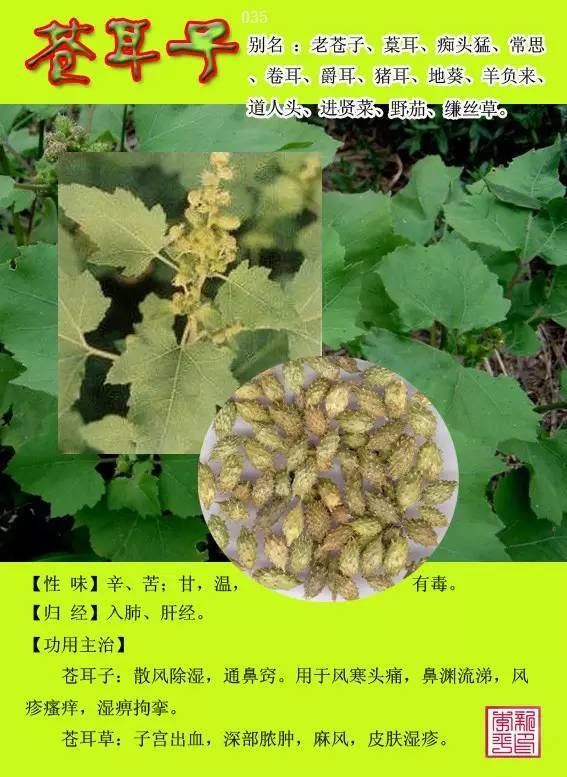 035
苍耳子
别名：老苍子、葈耳、痴头猛、常思
、卷耳、爵耳、猪耳、地葵、羊负来、
道人头、进贤菜、野茄、缣丝草。
【性 味】辛、苦；甘，温， 有毒。
【归 经】入肺、肝经。
【功用主治】
苍耳子：散风除湿，通鼻窍。用于风寒头痛，鼻渊流涕，风
疹瘙痒，湿痹拘挛。
苍耳草：子宫出血，深部脓肿，麻风，皮肤湿疹。